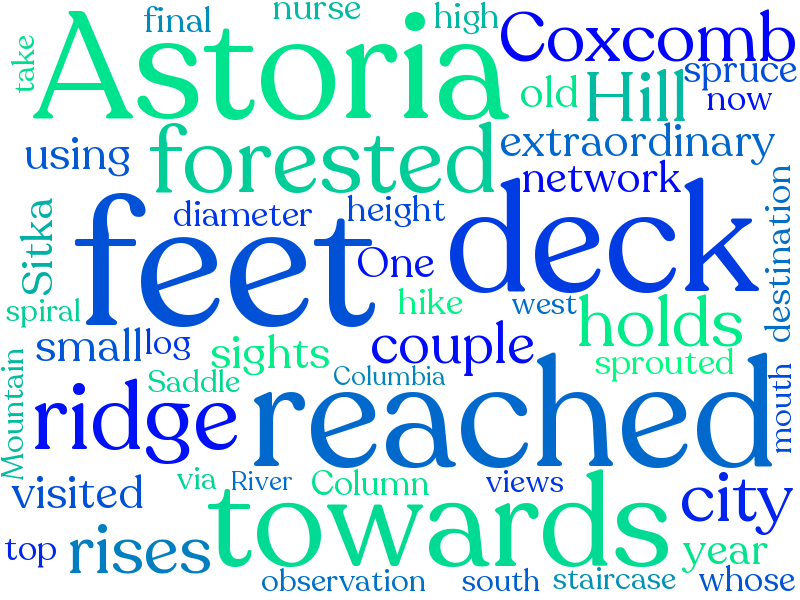 take
final
nurse
high
Astoria
Coxcomb
spruce
old
Hill
now
using
forested
extraordinary
network
Sitka
diameter
height
destination
feet
deck
One
spiral
hike
west
holds
small
log
sights
couple
sprouted
Mountain
Saddle
Columbia
mouth
ridge
reached
visited
via
River
Column
views
city
towards
top
rises
year
observation
south
staircase
whose